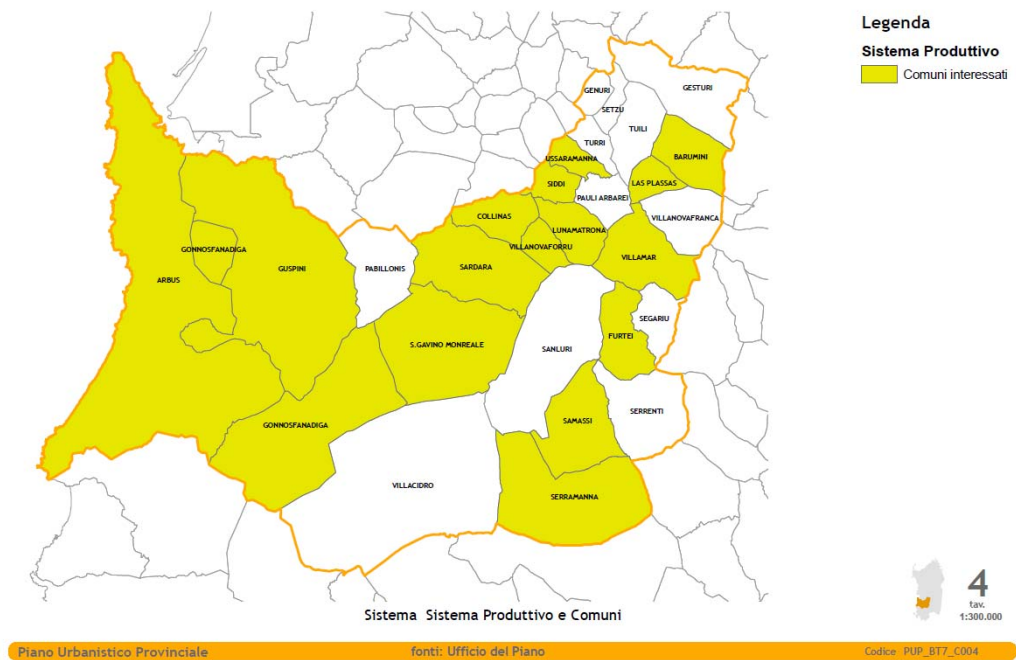 Legenda
Sistema Produttivo
Comuni interessati
GENURI
GESTURI
SETZU
TUILI
TURRI
USSARAMANNA
BARUMINI
SIDDI
LAS PLASSAS
PAULI ARBAREI
COLLINAS
VILLANOVAFRANCA
LUNAMATRONA
GONNOSFANADIGA
VILLANOVAFORRU
VILLAMAR
ARBUS
GUSPINI
PABILLONIS
SARDARA
SEGARIU
FURTEI
S.GAVINO MONREALE
SANLURI
SERRENTI
SAMASSI
GONNOSFANADIGA
VILLACIDRO
SERRAMANNA
Sistema Sistema Produttivo e Comuni
4
tav.
1:300.000
Piano Urbanistico Provinciale
fonti: Ufficio del Piano
Codice PUP_BT7_C004